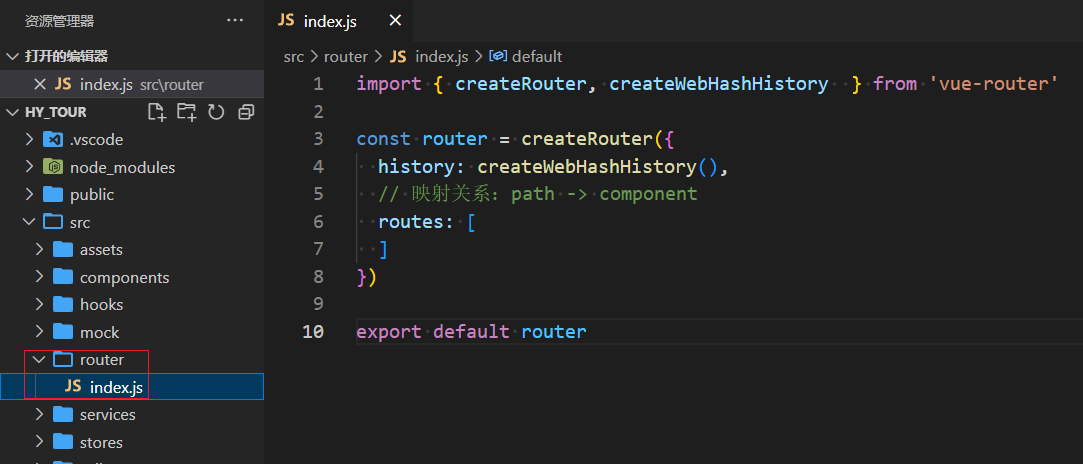 资源管理器 ···
打开的编辑器
JS index.js src\router
HY_TOUR
.vscode
node_modules
public
src
assets
components
hooks
mock
router
JS index.js
services
stores
JS index.js
src > router > JS index.js > default
1 import { createRouter, createWebHashHistory  } from 'vue-router'
2
3 const router = createRouter({
4   history: createWebHashHistory(),
5   // 映射关系：path -> component
6   routes: [
7   ]
8 })
9
10 export default router